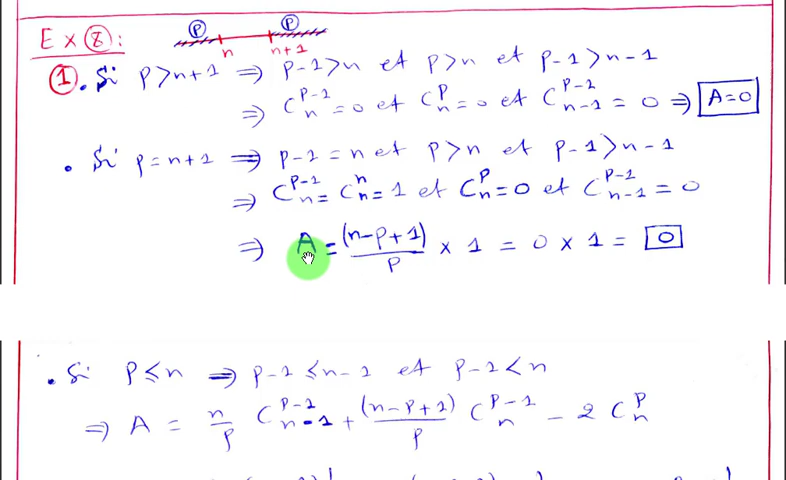 Ex ⑧:
P P
n n+1
① . Si P>n+1 ⇒ P-1>n et P>n et P-1>n-1
⇒ C_n^{P-1}=0 et C_n^P=0 et C_{n-1}^{P-1}=0 ⇒ A=0
. Si p=n+1 ⇒ p-1=n et P>n et P-1>n-1
⇒ C_n^{P-1}=C_n^n=1 et C_n^P=0 et C_{n-1}^{P-1}=0
⇒ A=(n-p+1)/P × 1 = 0 × 1 = 0
. Si P≤n ⇒ P-1≤n-1 et P-1<n
⇒ A = n/P C_{n-1}^{P-1} + (n-p+1)/P C_n^{P-1} - 2 C_n^P